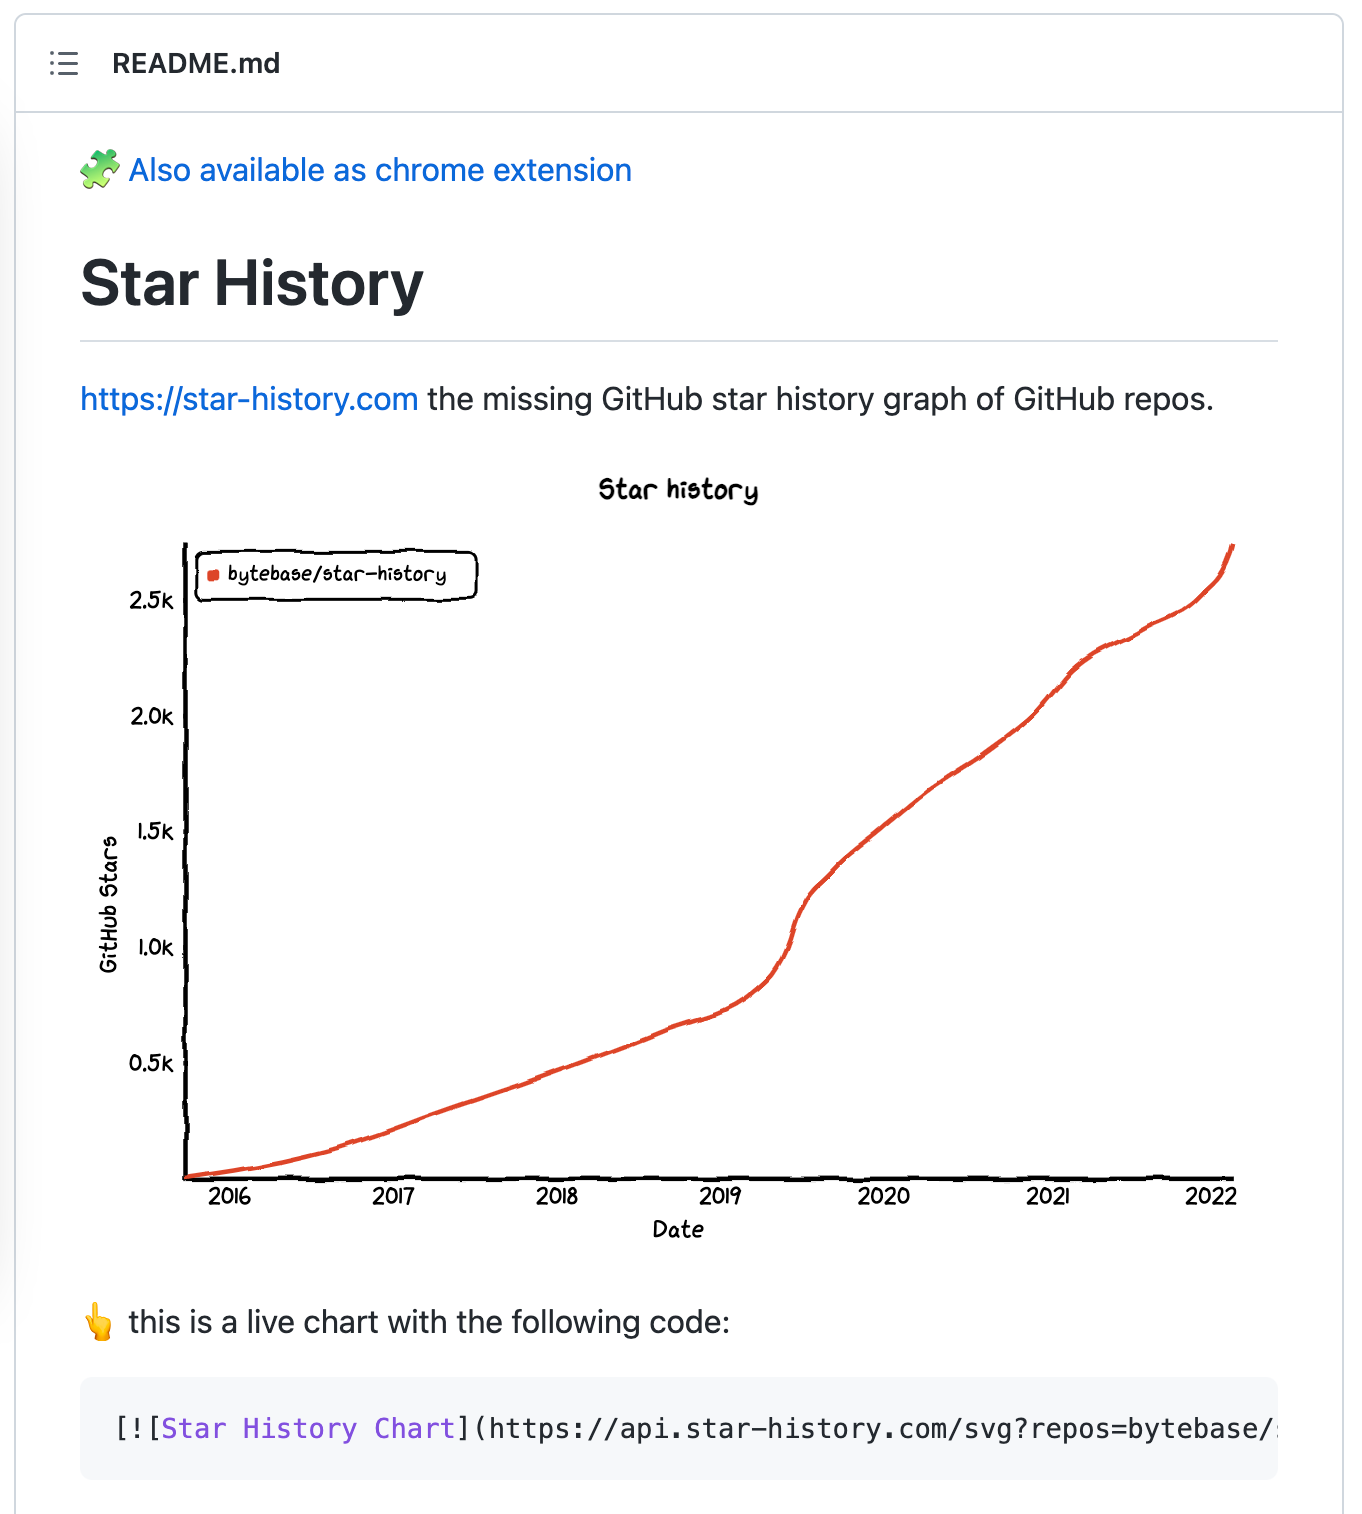 README.md
Also available as chrome extension
Star History
https://star-history.com the missing GitHub star history graph of GitHub repos.
Star history
bytebase/star-history
2.5k
2.0k
1.5k
1.0k
0.5k
GitHub Stars
2016 2017 2018 2019 2020 2021 2022
Date
this is a live chart with the following code:
[![Star History Chart](https://api.star-history.com/svg?repos=bytebase/